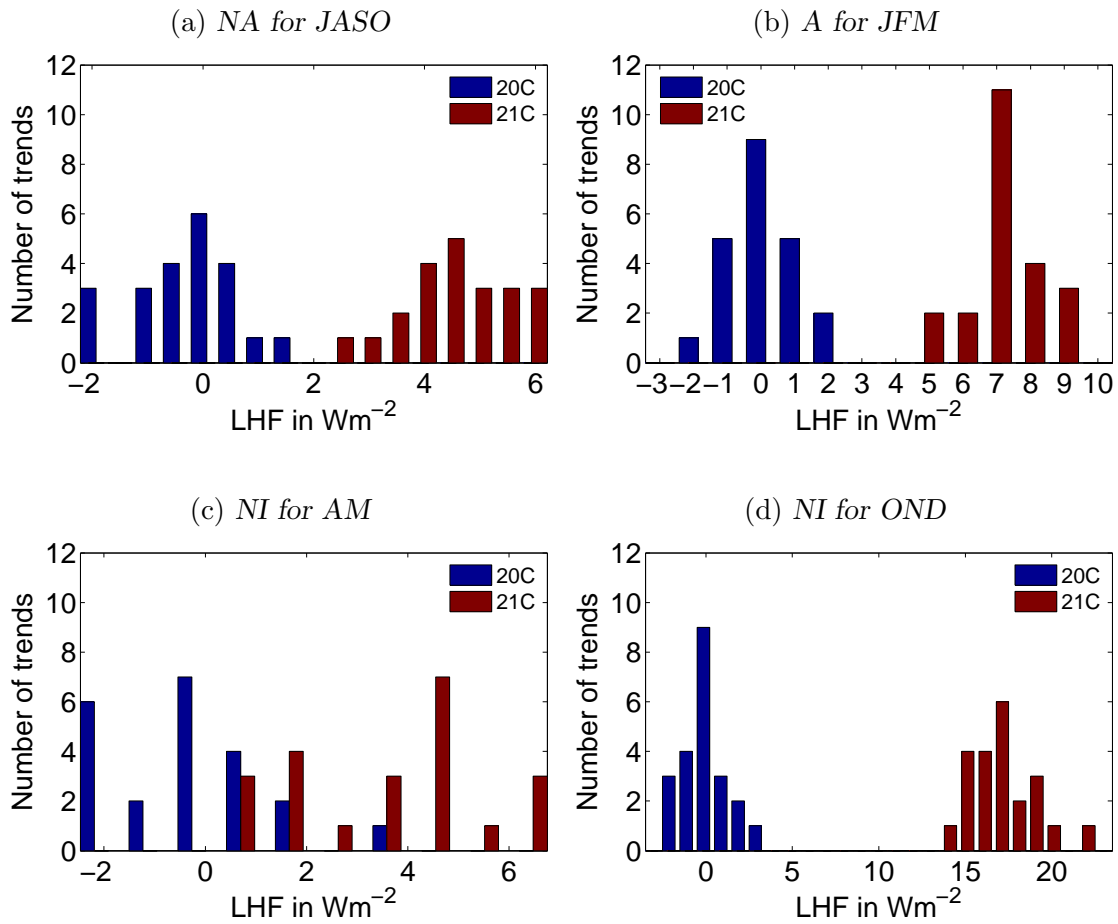 (a) NA for JASO
12
10
8
6
4
2
0
Number of trends
−2 0 2 4 6
LHF in Wm−2
20C
21C
(b) A for JFM
12
10
8
6
4
2
0
Number of trends
−3 −2 −1 0 1 2 3 4 5 6 7 8 9 10
LHF in Wm−2
20C
21C
(c) NI for AM
12
10
8
6
4
2
0
Number of trends
−2 0 2 4 6
LHF in Wm−2
20C
21C
(d) NI for OND
12
10
8
6
4
2
0
Number of trends
0 5 10 15 20
LHF in Wm−2
20C
21C